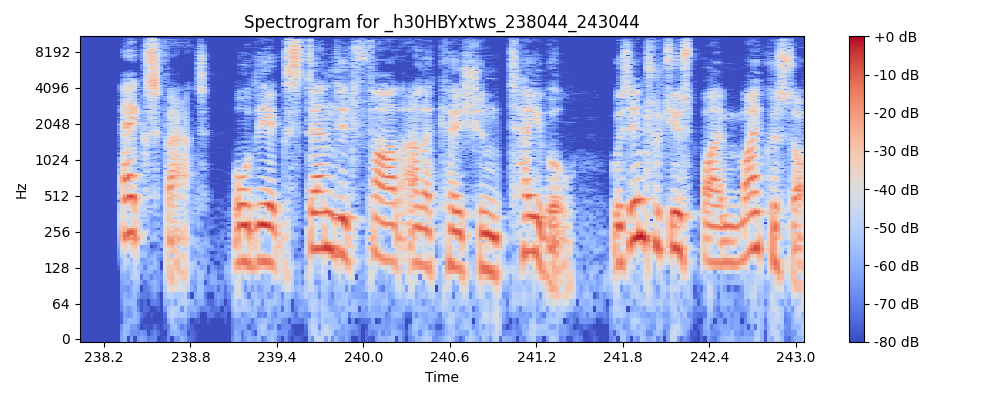 Spectrogram for _h30HBYxtws_238044_243044
8192
4096
2048
1024
512
256
128
64
0
Hz
238.2 238.8 239.4 240.0 240.6 241.2 241.8 242.4 243.0
Time
+0 dB
-10 dB
-20 dB
-30 dB
-40 dB
-50 dB
-60 dB
-70 dB
-80 dB